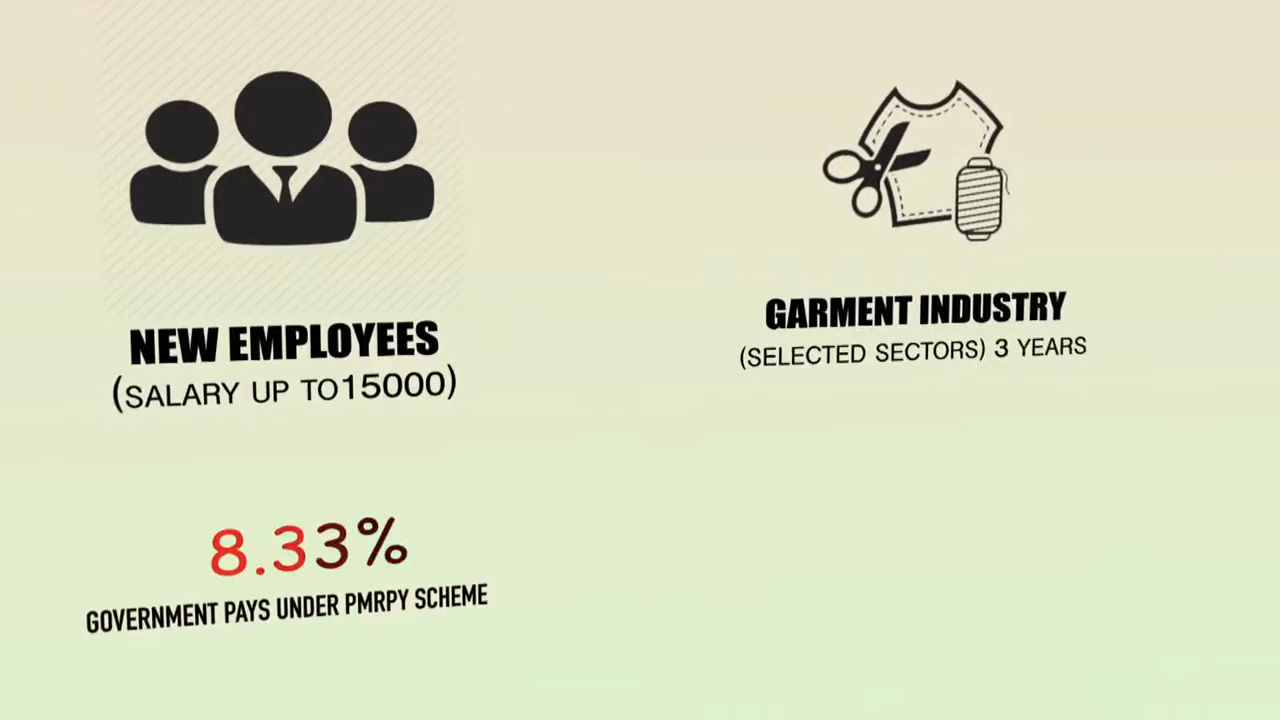 NEW EMPLOYEES
(SALARY UP TO15000)
8.33%
GOVERNMENT PAYS UNDER PMRPY SCHEME
GARMENT INDUSTRY
(SELECTED SECTORS) 3 YEARS